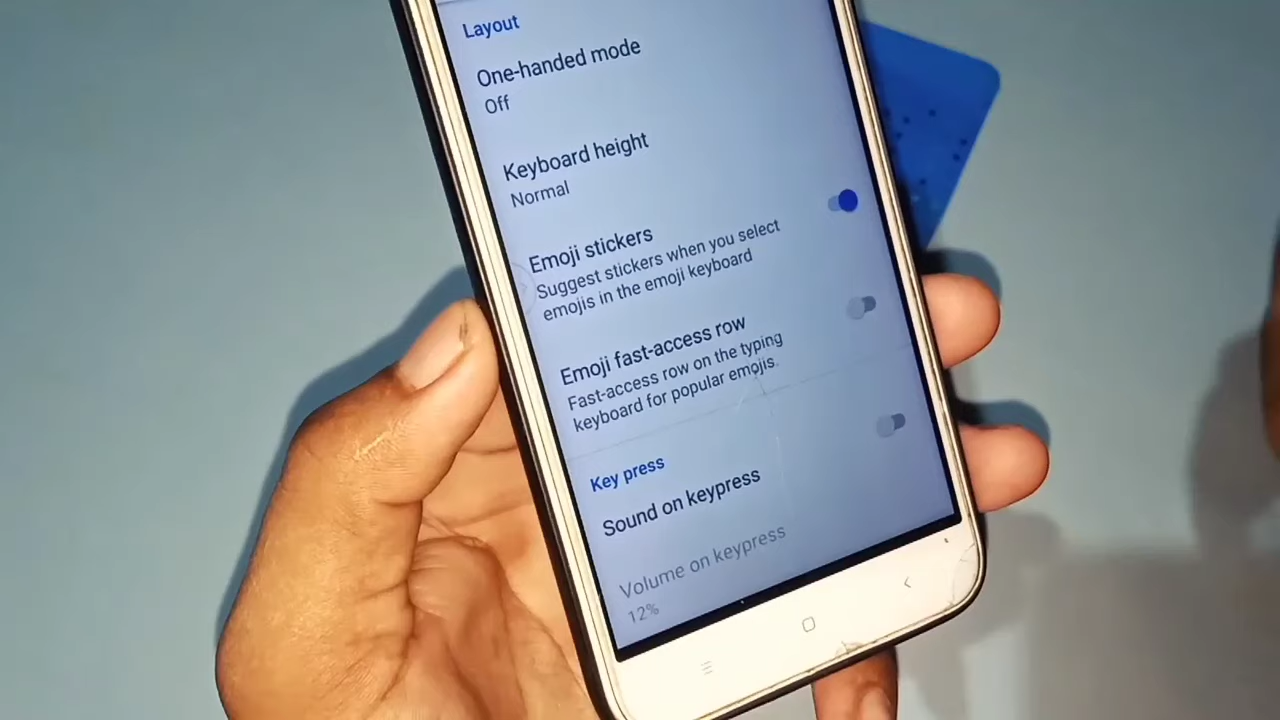 Layout
One-handed mode
Off
Keyboard height
Normal
Emoji stickers
Suggest stickers when you select
emojis in the emoji keyboard
Emoji fast-access row
Fast-access row on the typing
keyboard for popular emojis.
Key press
Sound on keypress
Volume on keypress
12%